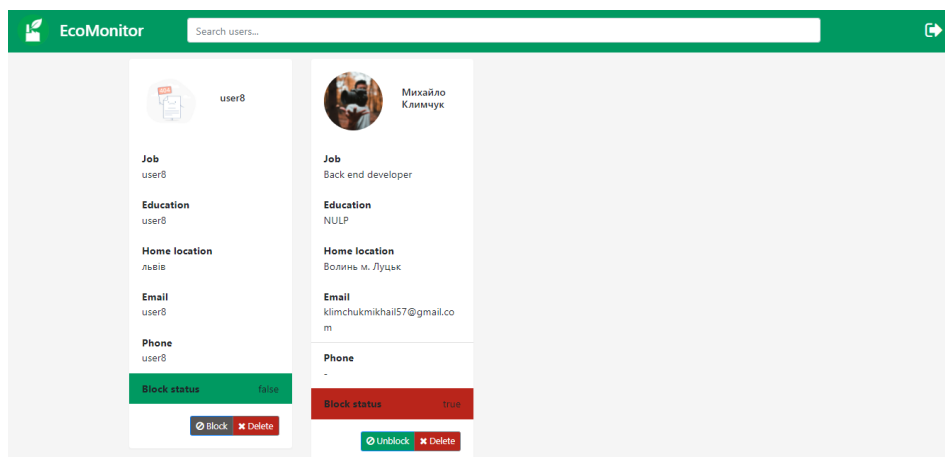 EcoMonitor
Search users...
user8
Job
user8
Education
user8
Home location
львів
Email
user8
Phone
user8
Block status false
Block Delete
Михайло
Климчук
Job
Back end developer
Education
NULP
Home location
Волинь м. Луцьк
Email
klimchukmikhail57@gmail.co
m
Phone
-
Block status true
Unblock Delete